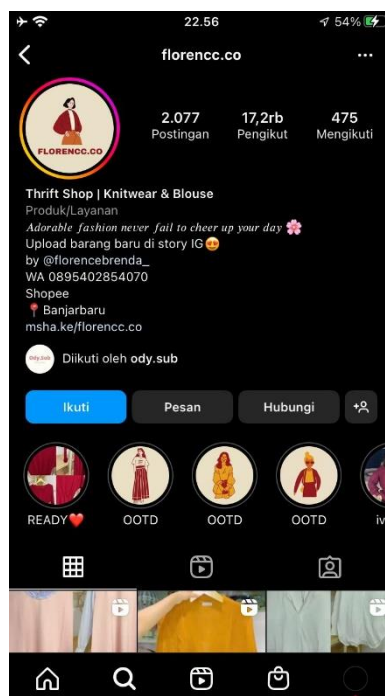 22.56
54%
florencc.co
FLORENCC.CO
2.077 17,2rb 475
Postingan Pengikut Mengikuti
Thrift Shop | Knitwear & Blouse
Produk/Layanan
Adorable fashion never fail to cheer up your day 🌸
Upload barang baru di story IG😍
by @florencebrenda_
WA 0895402854070
Shopee
📍 Banjarbaru
msha.ke/florencc.co
Ody.Sub
Diikuti oleh ody.sub
Ikuti Pesan Hubungi
READY❤️ OOTD OOTD OOTD iv